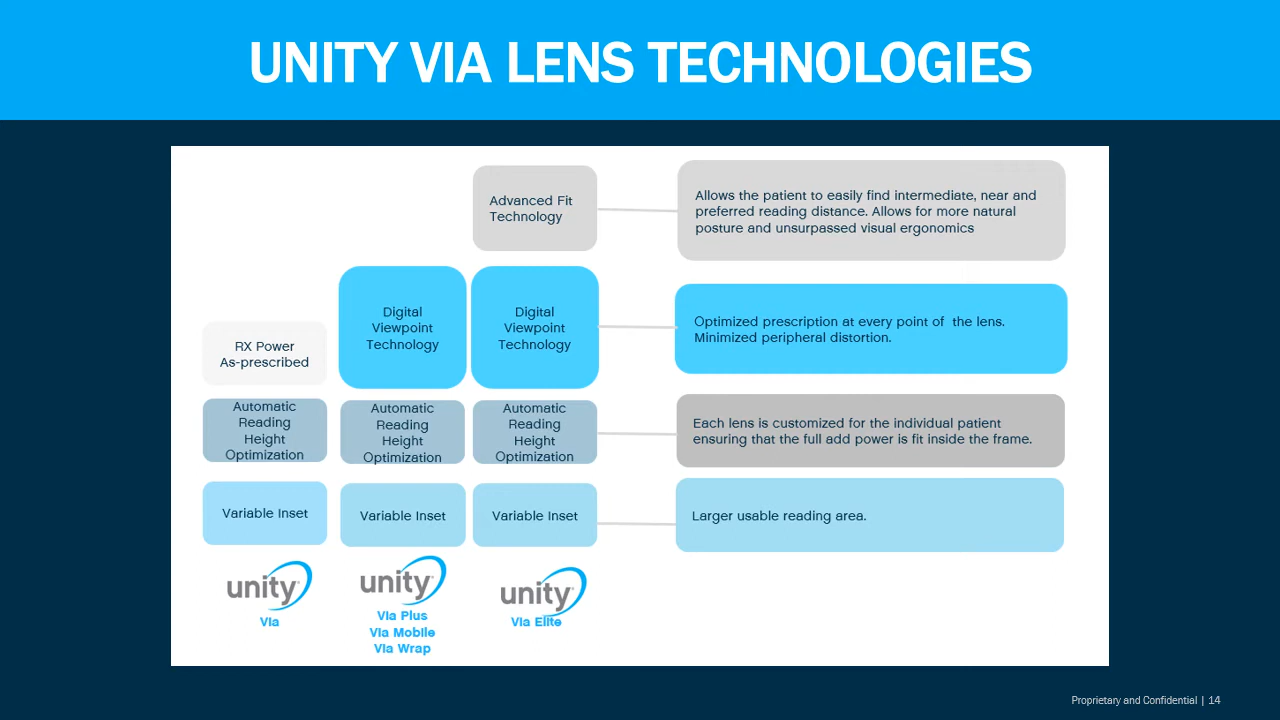 UNITY VIA LENS TECHNOLOGIES
Advanced Fit
Technology
Allows the patient to easily find intermediate, near and
preferred reading distance. Allows for more natural
posture and unsurpassed visual ergonomics
Digital
Viewpoint
Technology
Digital
Viewpoint
Technology
Optimized prescription at every point of  the lens.
Minimized peripheral distortion.
RX Power
As-prescribed
Automatic
Reading
Height
Optimization
Automatic
Reading
Height
Optimization
Automatic
Reading
Height
Optimization
Each lens is customized for the individual patient
ensuring that the full add power is fit inside the frame.
Variable Inset
Variable Inset
Variable Inset
Larger usable reading area.
unity
Via
unity
Via Plus
Via Mobile
Via Wrap
unity
Via Elite
Proprietary and Confidential | 14